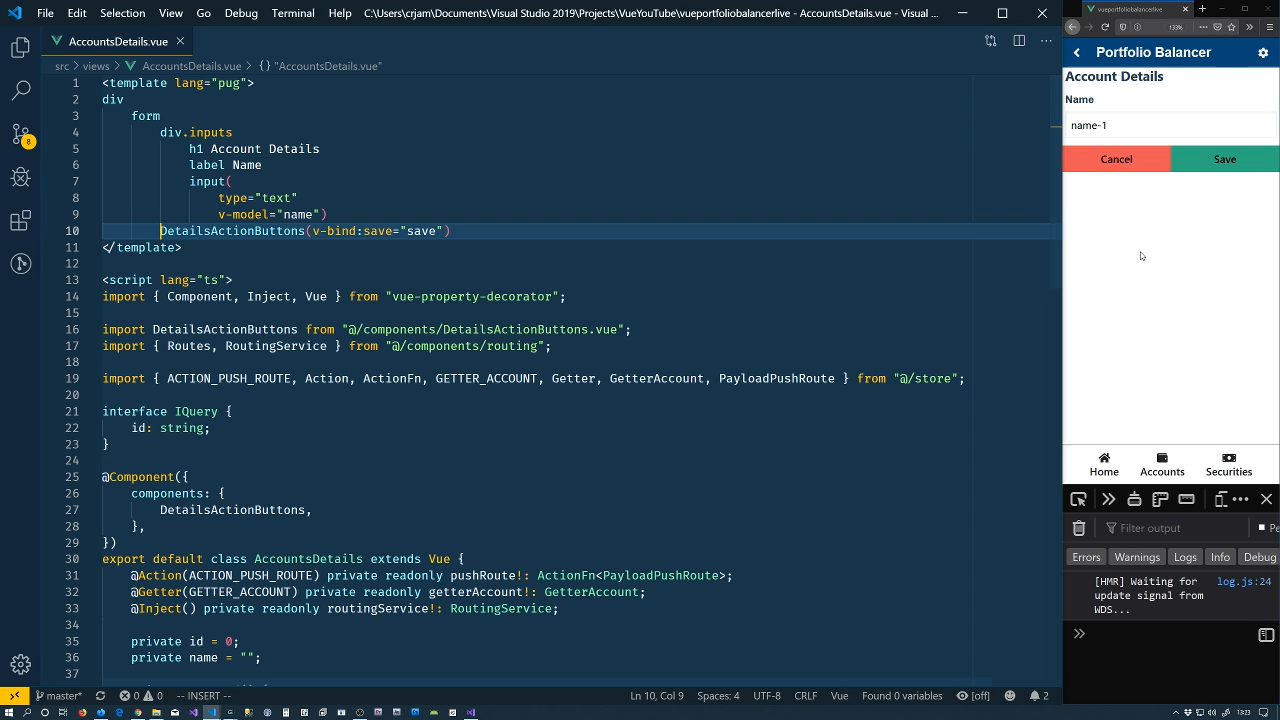 File Edit Selection View Go Debug Terminal Help C:\Users\crjam\Documents\Visual Studio 2019\Projects\VueYouTube\vueportfoliobalancerlive - AccountsDetails.vue - Visual ...
AccountsDetails.vue
src > views > AccountsDetails.vue > {} "AccountsDetails.vue"
1 <template lang="pug">
2 div
3 form
4 div.inputs
5 h1 Account Details
6 label Name
7 input(
8 type="text"
9 v-model="name")
10 DetailsActionButtons(v-bind:save="save")
11 </template>
12
13 <script lang="ts">
14 import { Component, Inject, Vue } from "vue-property-decorator";
15
16 import DetailsActionButtons from "@/components/DetailsActionButtons.vue";
17 import { Routes, RoutingService } from "@/components/routing";
18
19 import { ACTION_PUSH_ROUTE, Action, ActionFn, GETTER_ACCOUNT, Getter, GetterAccount, PayloadPushRoute } from "@/store";
20
21 interface IQuery {
22 id: string;
23 }
24
25 @Component({
26 components: {
27 DetailsActionButtons,
28 },
29 })
30 export default class AccountsDetails extends Vue {
31 @Action(ACTION_PUSH_ROUTE) private readonly pushRoute!: ActionFn<PayloadPushRoute>;
32 @Getter(GETTER_ACCOUNT) private readonly getterAccount!: GetterAccount;
33 @Inject() private readonly routingService!: RoutingService;
34
35 private id = 0;
36 private name = "";
37
8
master* 0 0 -- INSERT -- Ln 10, Col 9 Spaces: 4 UTF-8 CRLF Vue Found 0 variables [off] 2
vueportfoliobalancerlive
133%
Portfolio Balancer
Account Details
Name
name-1
Cancel Save
Home Accounts Securities
Filter output Pe
Errors Warnings Logs Info Debug
[HMR] Waiting for log.js:24
update signal from
WDS...
13:23